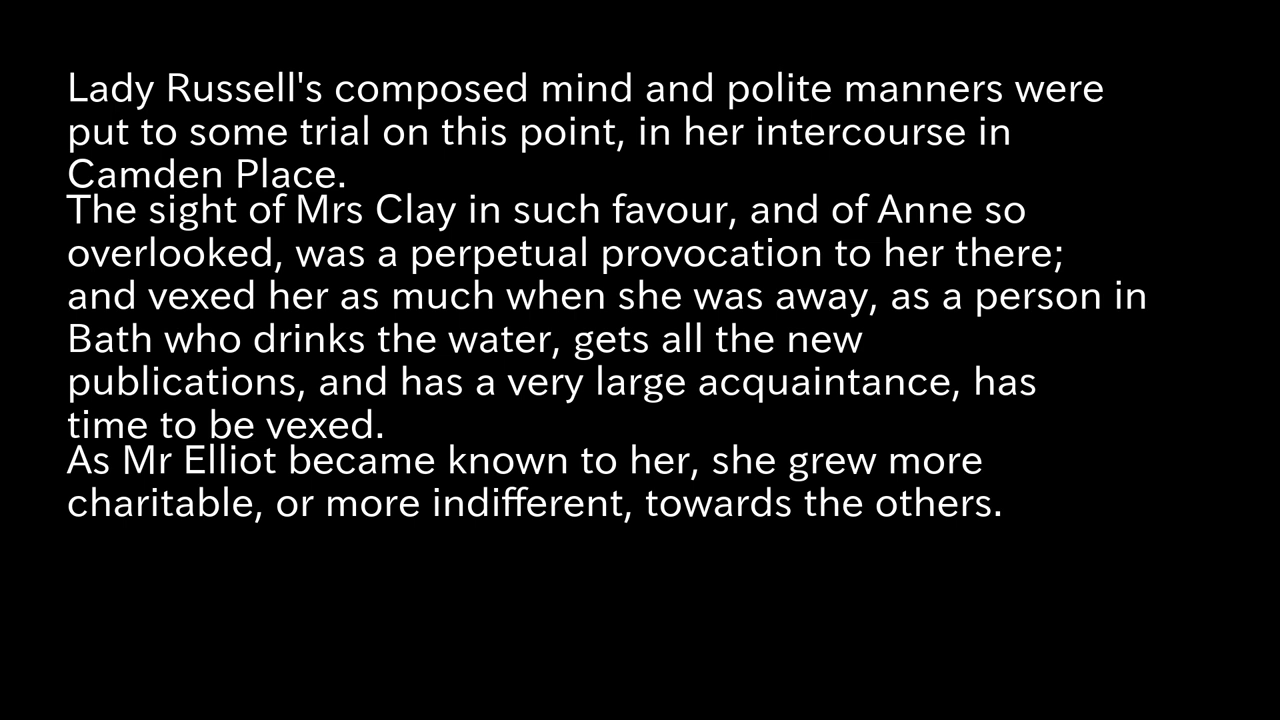 Lady Russell's composed mind and polite manners were
put to some trial on this point, in her intercourse in
Camden Place.
The sight of Mrs Clay in such favour, and of Anne so
overlooked, was a perpetual provocation to her there;
and vexed her as much when she was away, as a person in
Bath who drinks the water, gets all the new
publications, and has a very large acquaintance, has
time to be vexed.
As Mr Elliot became known to her, she grew more
charitable, or more indifferent, towards the others.